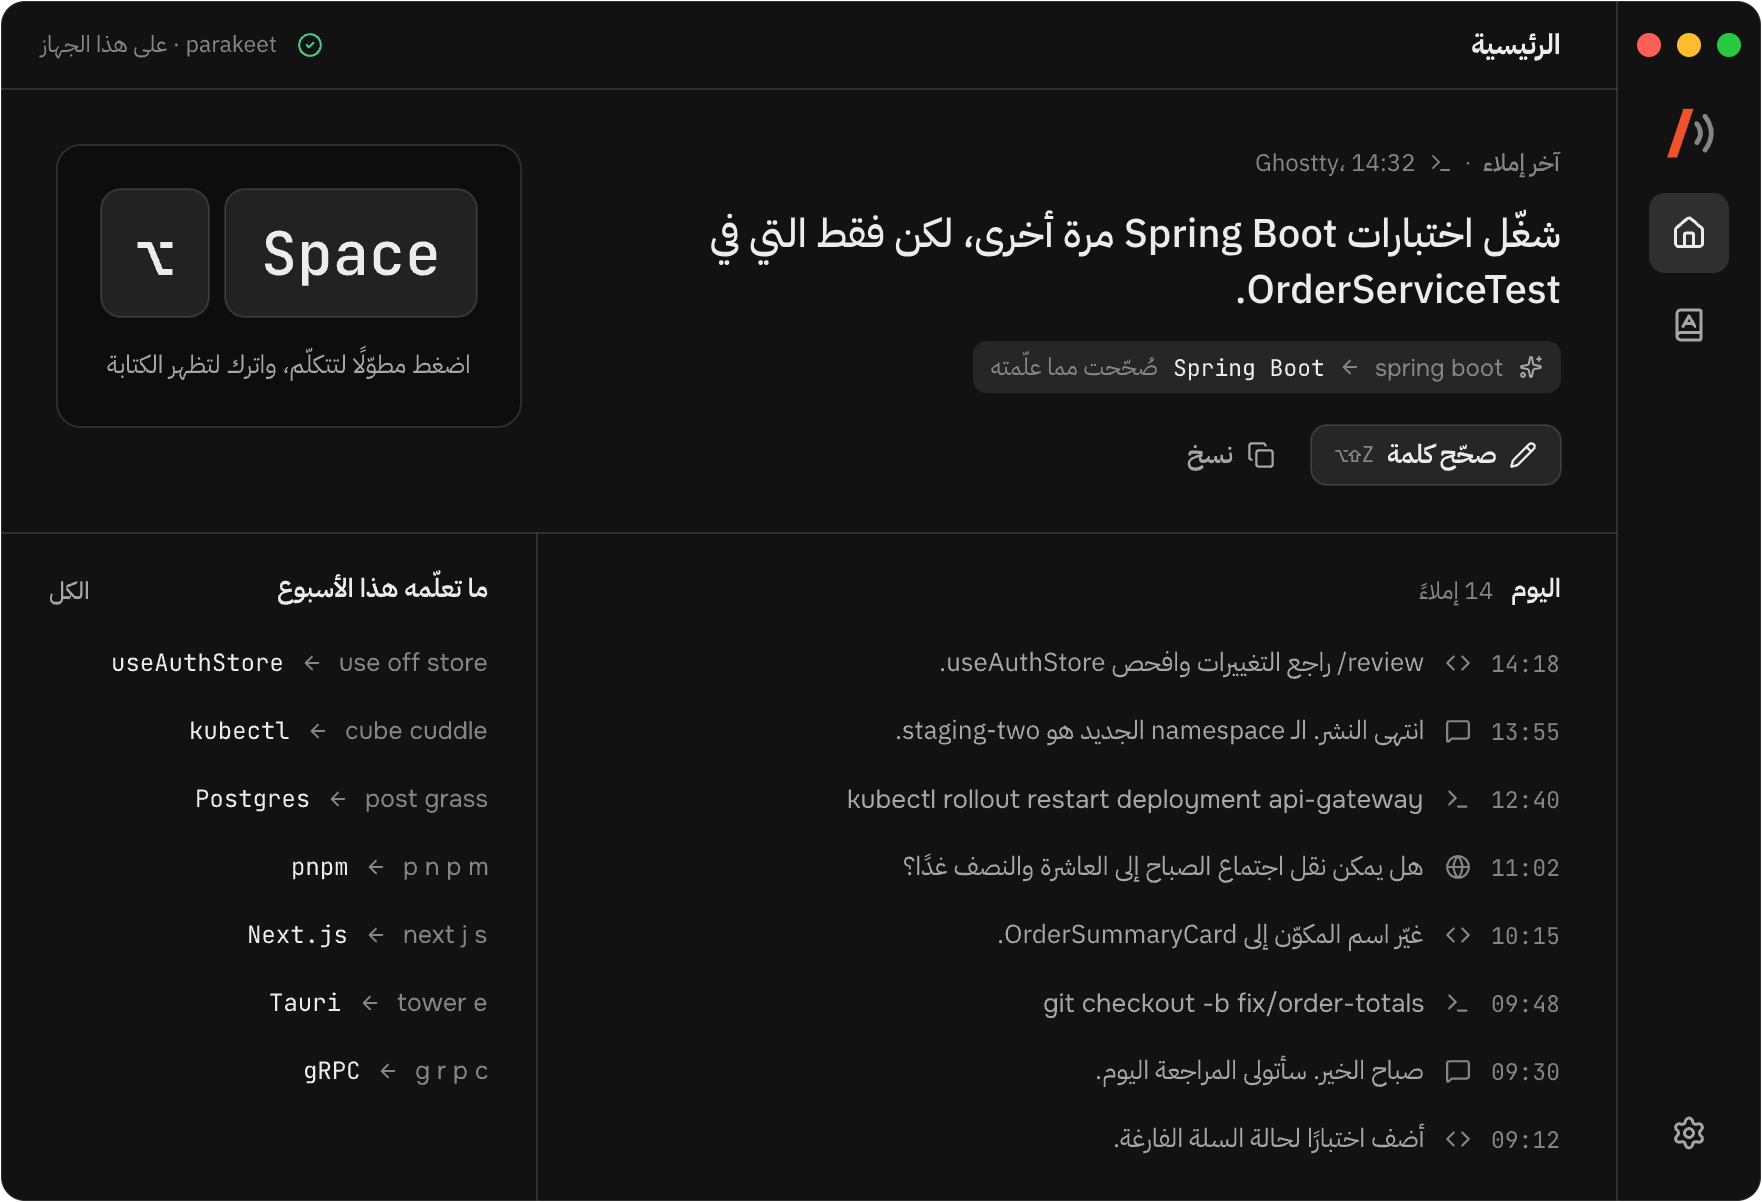 الرئيسية
parakeet · على هذا الجهاز
آخر إملاء · Ghostty، 14:32
شغّل اختبارات Spring Boot مرة أخرى، لكن فقط التي في
OrderServiceTest.
spring boot ← Spring Boot صُحّحت مما علّمته
صحّح كلمة ⌥⇧Z
نسخ
⌥ Space
اضغط مطوّلًا لتتكلّم، واترك لتظهر الكتابة
اليوم 14 إملاءً
14:18 /review راجع التغييرات وافحص useAuthStore.
13:55 انتهى النشر. الـ namespace الجديد هو staging-two.
12:40 kubectl rollout restart deployment api-gateway
11:02 هل يمكن نقل اجتماع الصباح إلى العاشرة والنصف غدًا؟
10:15 غيّر اسم المكوّن إلى OrderSummaryCard.
09:48 git checkout -b fix/order-totals
09:30 صباح الخير. سأتولى المراجعة اليوم.
09:12 أضف اختبارًا لحالة السلة الفارغة.
ما تعلّمه هذا الأسبوع
الكل
use off store ← useAuthStore
cube cuddle ← kubectl
post grass ← Postgres
p n p m ← pnpm
next j s ← Next.js
tower e ← Tauri
g r p c ← gRPC